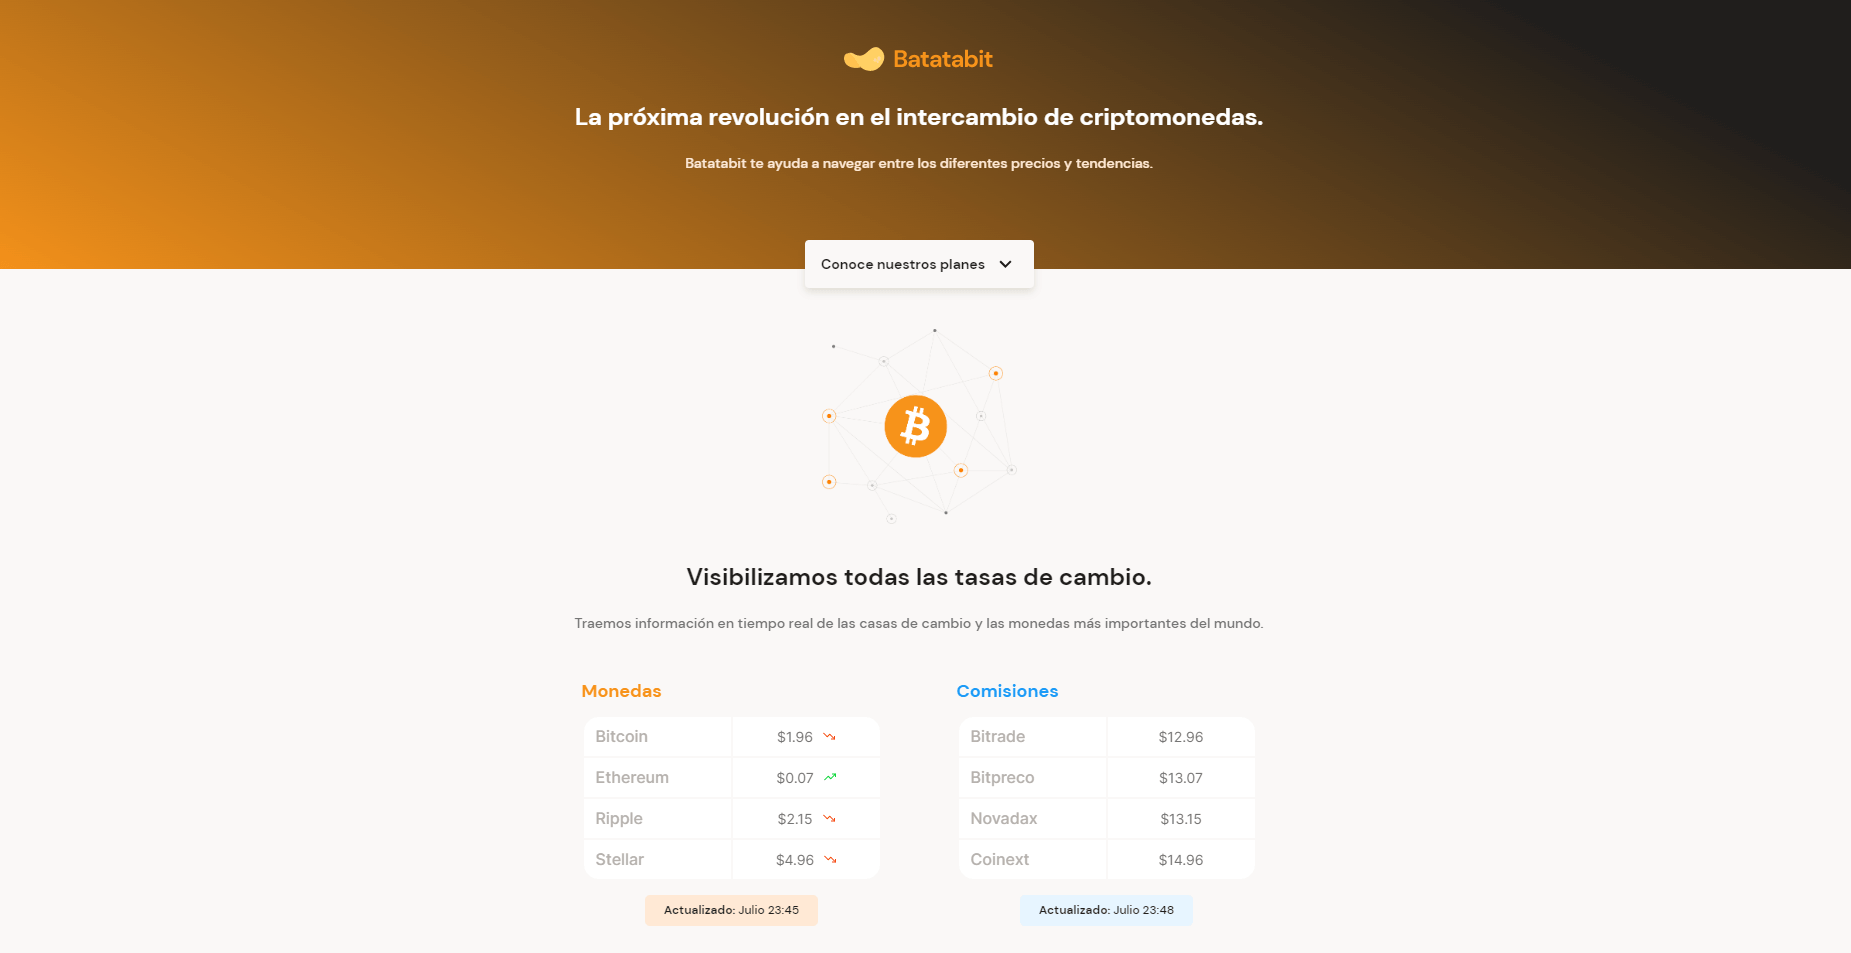 Batatabit
La próxima revolución en el intercambio de criptomonedas.
Batatabit te ayuda a navegar entre los diferentes precios y tendencias.
Conoce nuestros planes
Visibilizamos todas las tasas de cambio.
Traemos información en tiempo real de las casas de cambio y las monedas más importantes del mundo.
Monedas
Bitcoin $1.96
Ethereum $0.07
Ripple $2.15
Stellar $4.96
Actualizado: Julio 23:45
Comisiones
Bitrade $12.96
Bitpreco $13.07
Novadax $13.15
Coinext $14.96
Actualizado: Julio 23:48